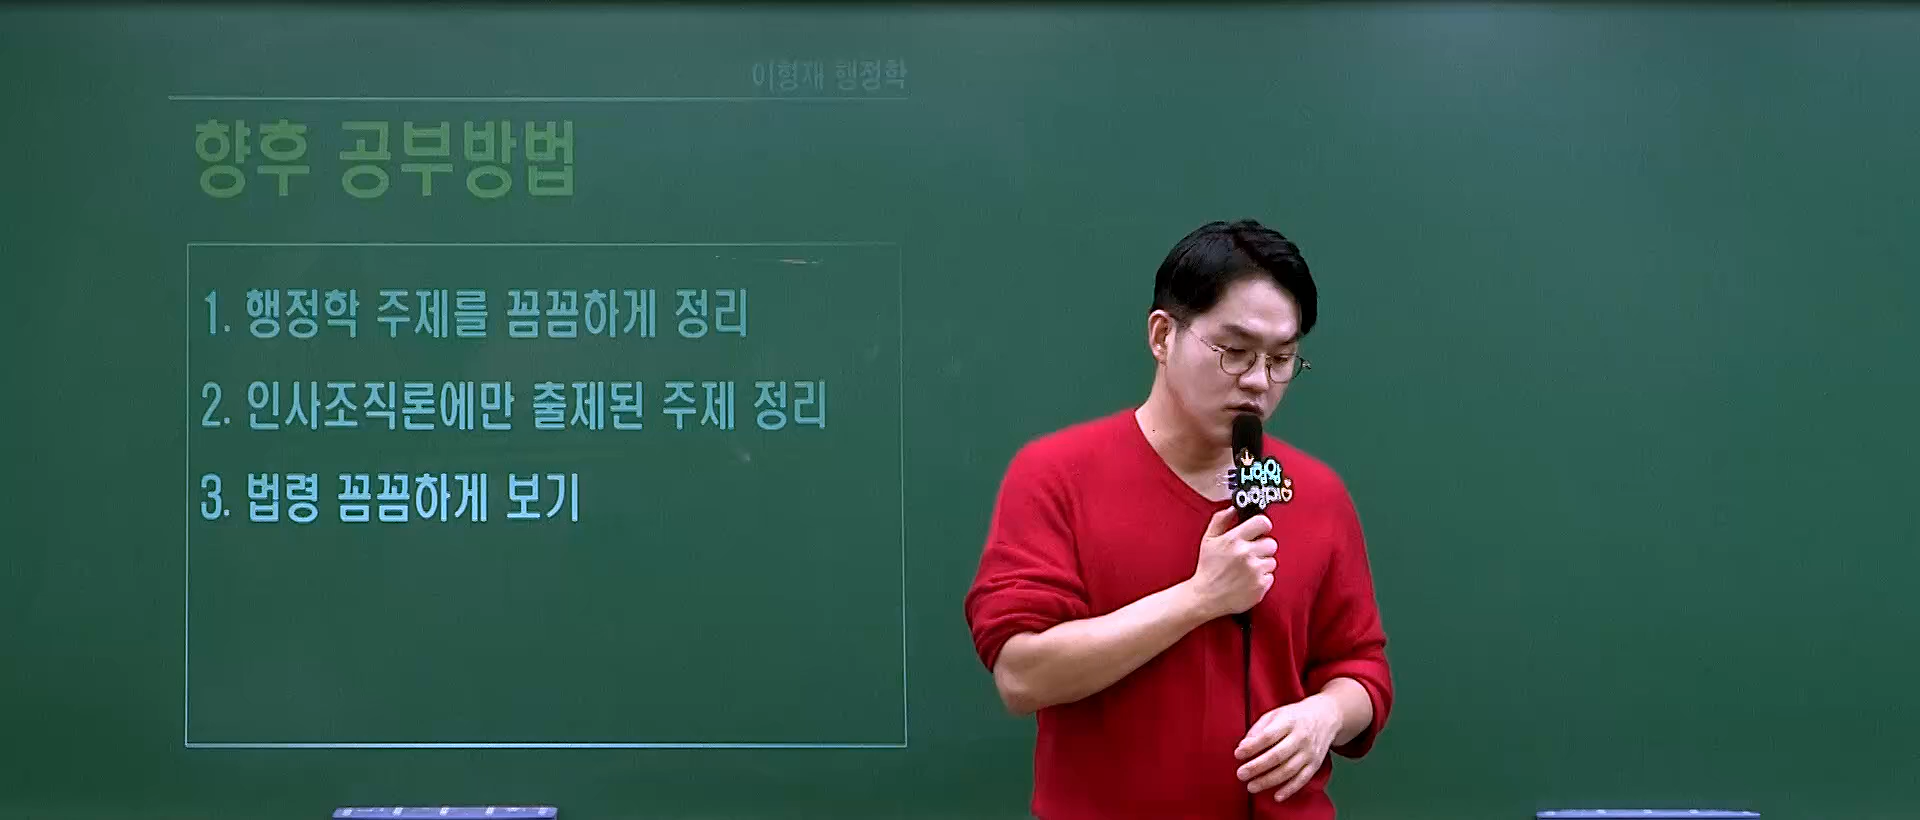 이형재 행정학
향후 공부방법
1. 행정학 주제를 꼼꼼하게 정리
2. 인사조직론에만 출제된 주제 정리
3. 법령 꼼꼼하게 보기